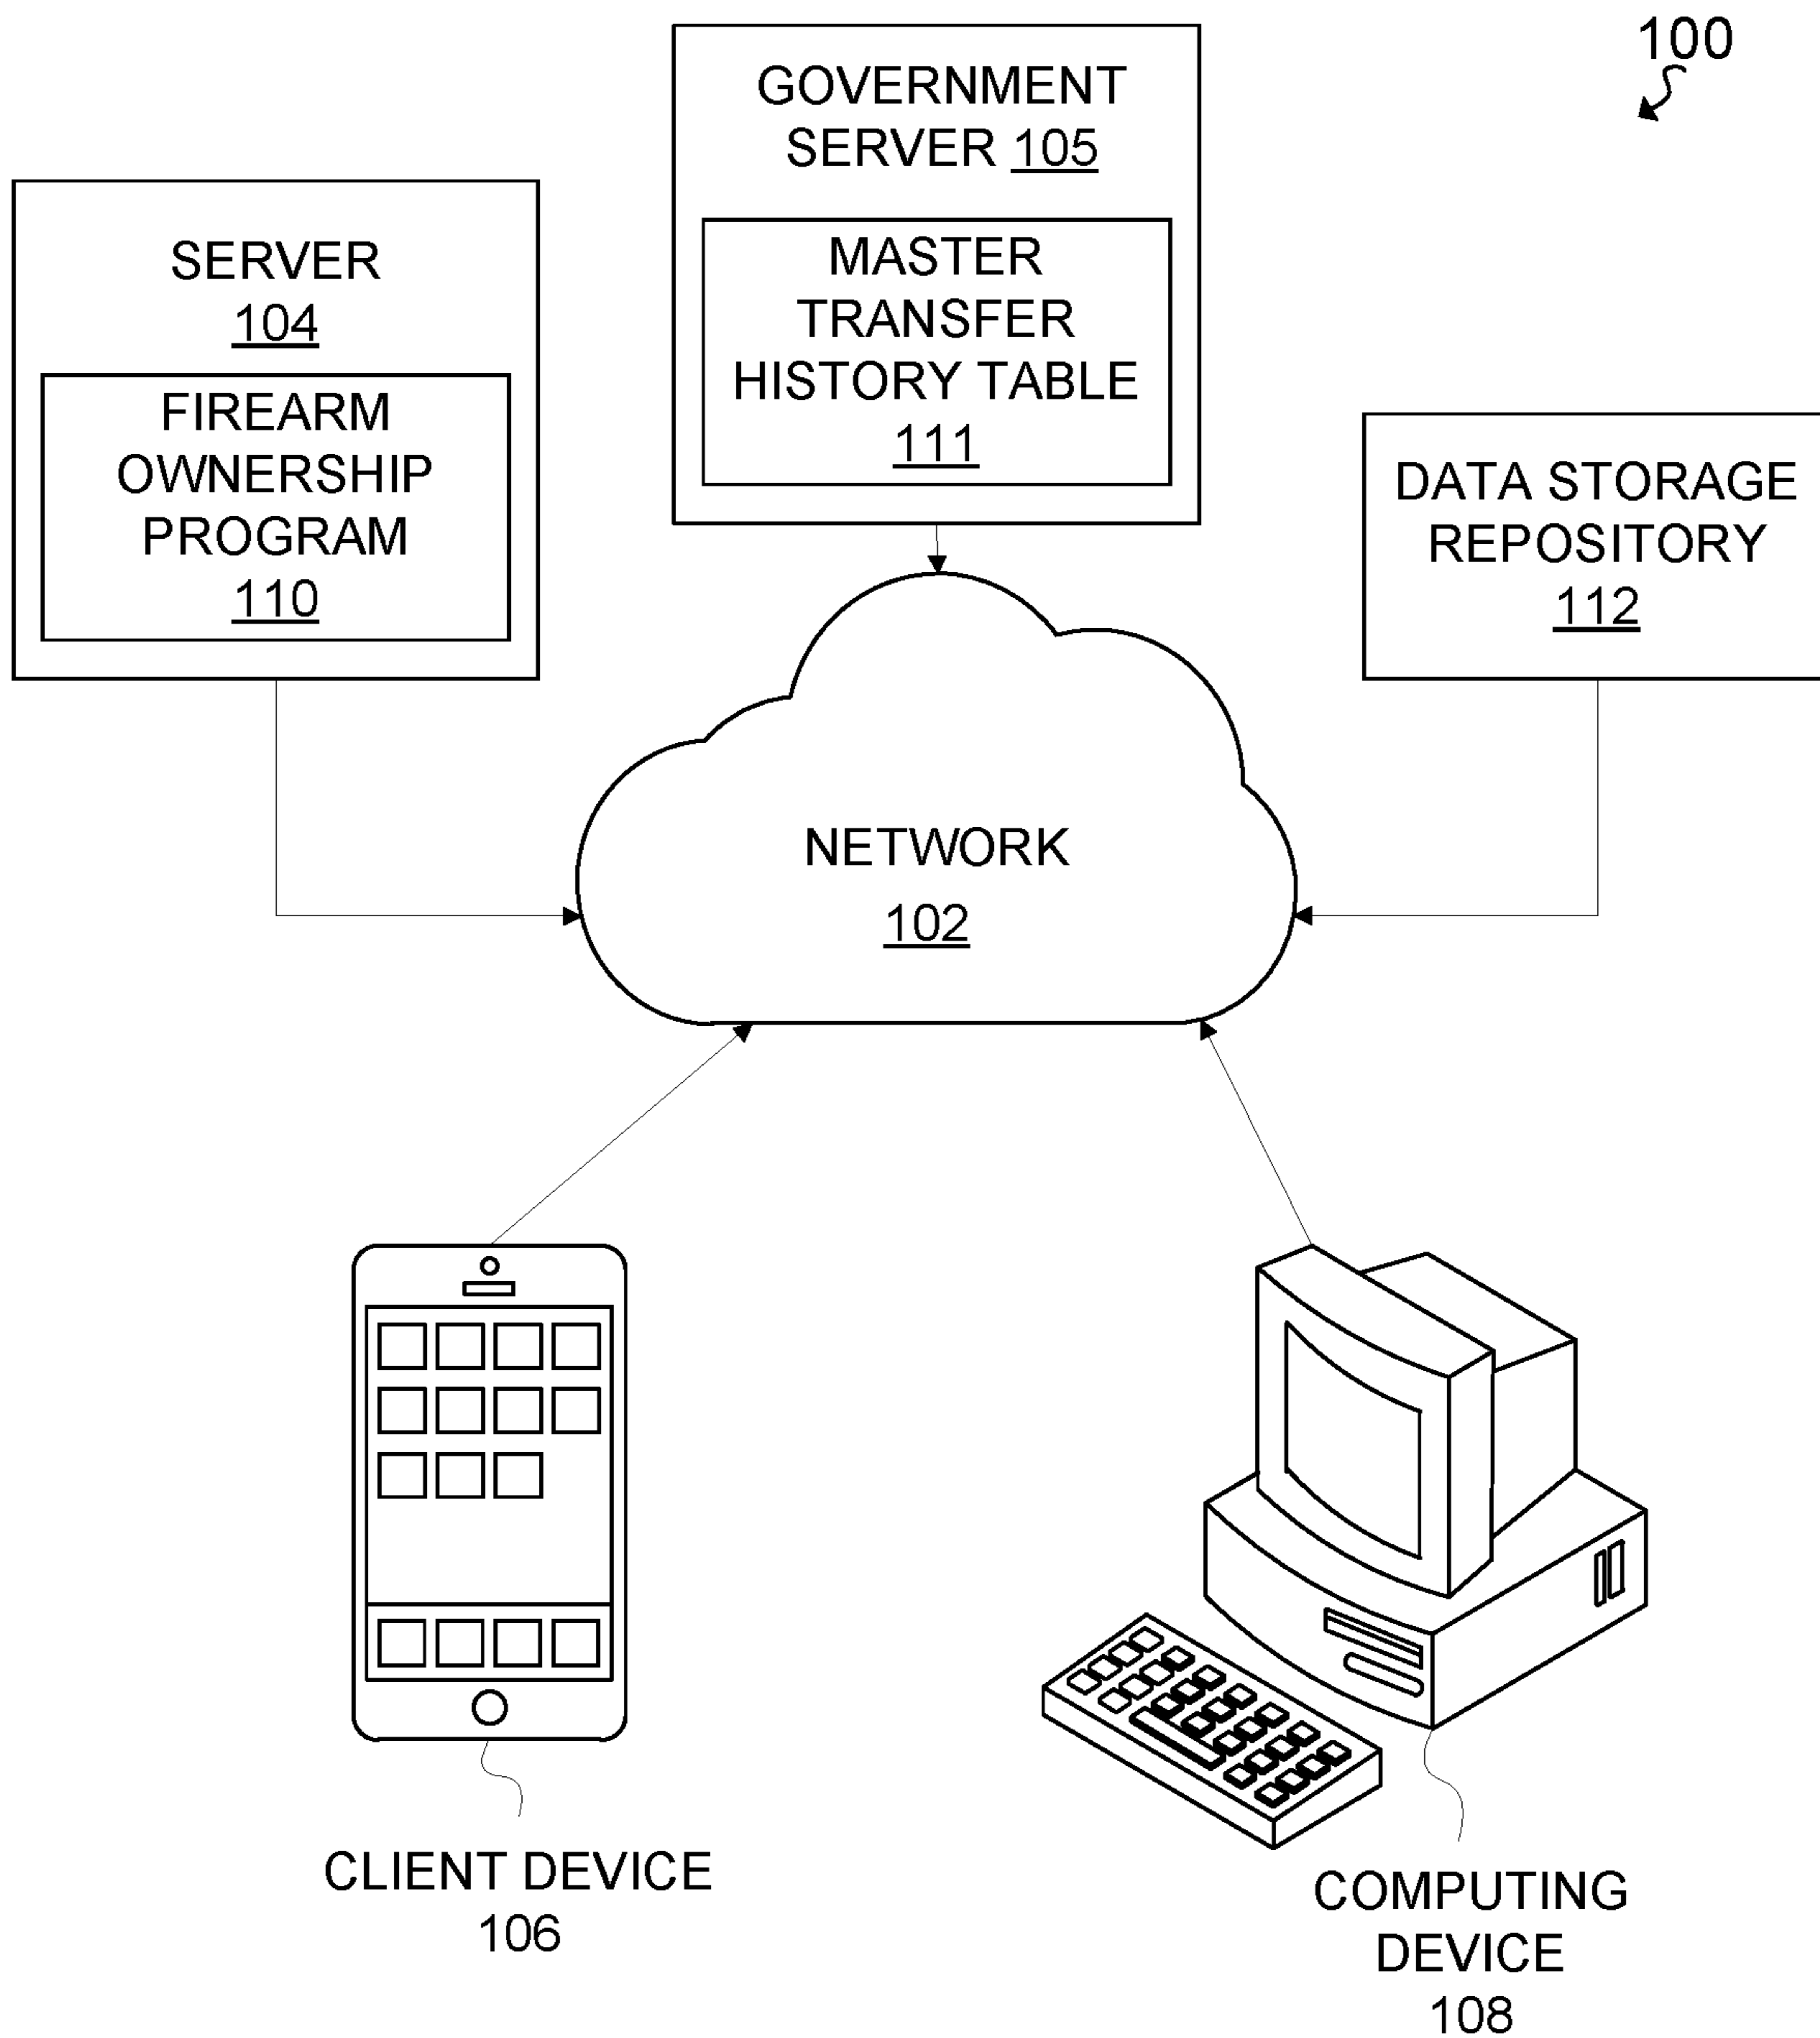 100
GOVERNMENT
SERVER 105
MASTER
TRANSFER
HISTORY TABLE
111
SERVER
104
FIREARM
OWNERSHIP
PROGRAM
110
DATA STORAGE
REPOSITORY
112
NETWORK
102
CLIENT DEVICE
106
COMPUTING
DEVICE
108